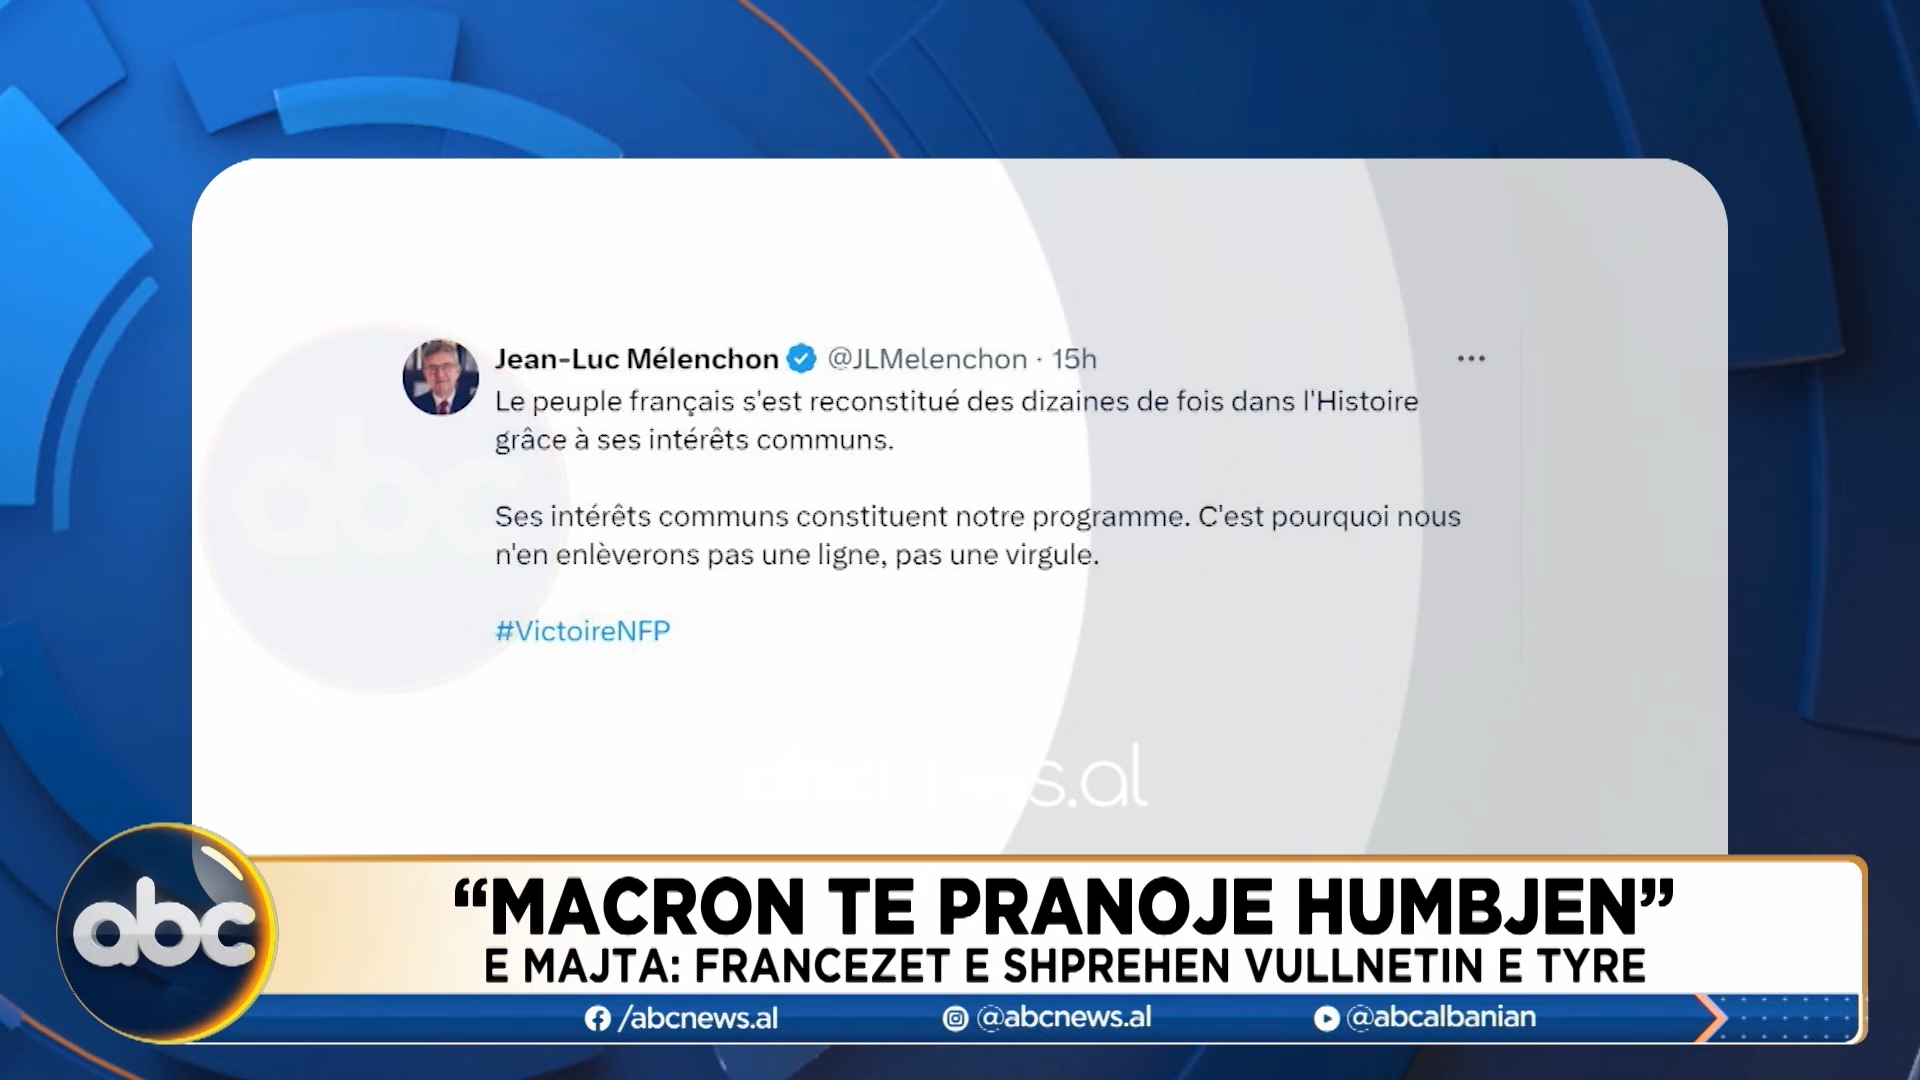 Jean-Luc Mélenchon @JLMelenchon · 15h
Le peuple français s'est reconstitué des dizaines de fois dans l'Histoire
grâce à ses intérêts communs.
Ses intérêts communs constituent notre programme. C'est pourquoi nous
n'en enlèverons pas une ligne, pas une virgule.
#VictoireNFP
abc
s.al
abc
“MACRON TE PRANOJE HUMBJEN”
E MAJTA: FRANCEZET E SHPREHEN VULLNETIN E TYRE
/abcnews.al @abcnews.al @abcalbanian